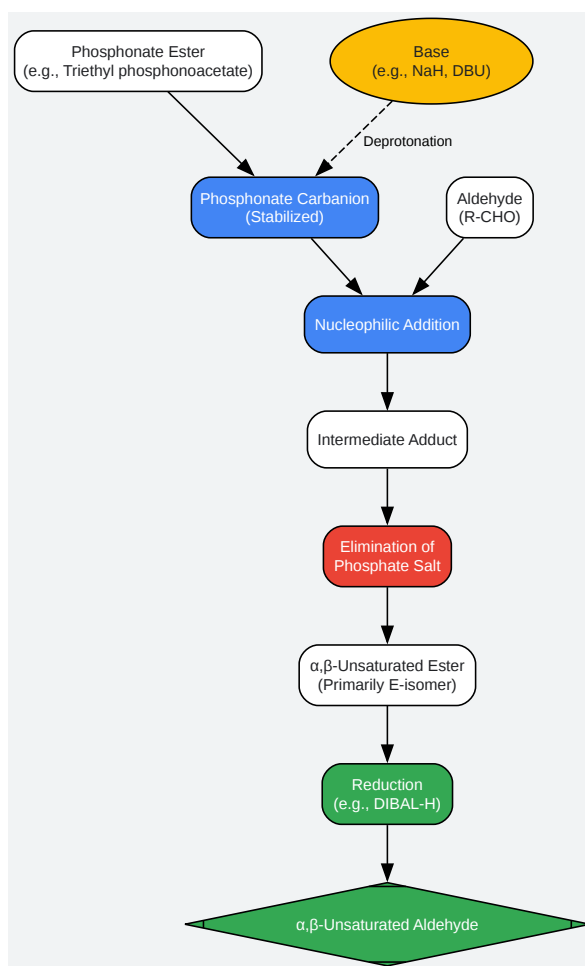 Phosphonate Ester
(e.g., Triethyl phosphonoacetate)
Base
(e.g., NaH, DBU)
Deprotonation
Phosphonate Carbanion
(Stabilized)
Aldehyde
(R-CHO)
Nucleophilic Addition
Intermediate Adduct
Elimination of
Phosphate Salt
α,β-Unsaturated Ester
(Primarily E-isomer)
Reduction
(e.g., DIBAL-H)
α,β-Unsaturated Aldehyde